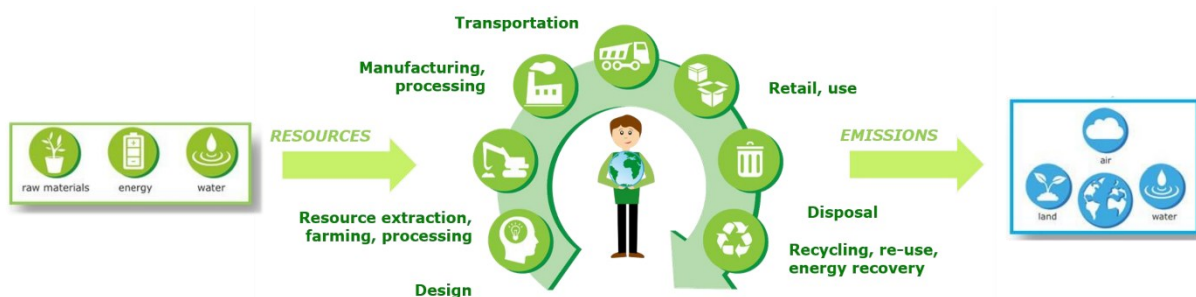 Transportation
Manufacturing,
processing
Retail, use
RESOURCES
EMISSIONS
raw materials
energy
water
air
land
water
Resource extraction,
farming, processing
Disposal
Recycling, re-use,
energy recovery
Design